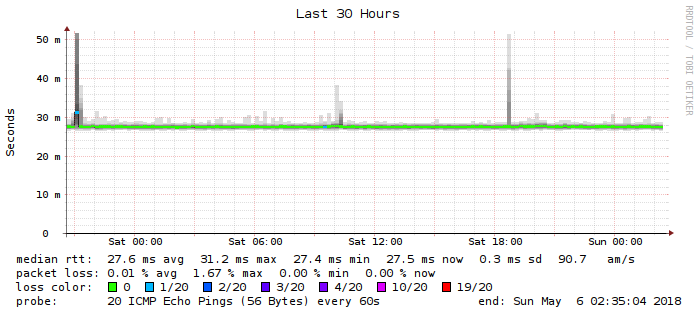 Last 30 Hours
RRDTOOL / TOBI OETIKER
Seconds
50 m
40 m
30 m
20 m
10 m
0
Sat 00:00 Sat 06:00 Sat 12:00 Sat 18:00 Sun 00:00
median rtt: 27.6 ms avg 31.2 ms max 27.4 ms min 27.5 ms now 0.3 ms sd 90.7 am/s
packet loss: 0.01 % avg 1.67 % max 0.00 % min 0.00 % now
loss color: 0 1/20 2/20 3/20 4/20 10/20 19/20
probe: 20 ICMP Echo Pings (56 Bytes) every 60s end: Sun May 6 02:35:04 2018